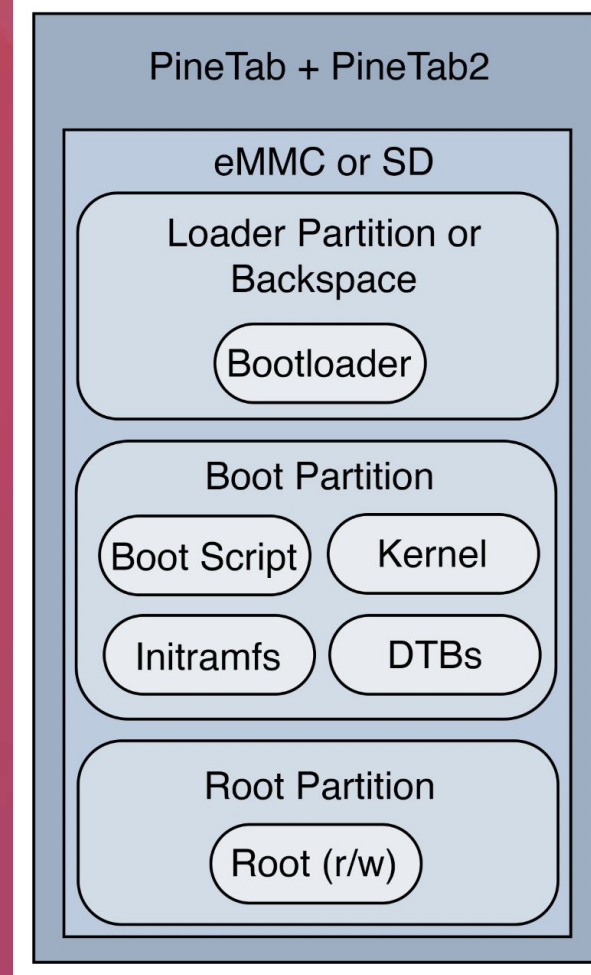 PineTab + PineTab2
eMMC or SD
Loader Partition or
Backspace
Bootloader
Boot Partition
Boot Script
Kernel
Initramfs
DTBs
Root Partition
Root (r/w)